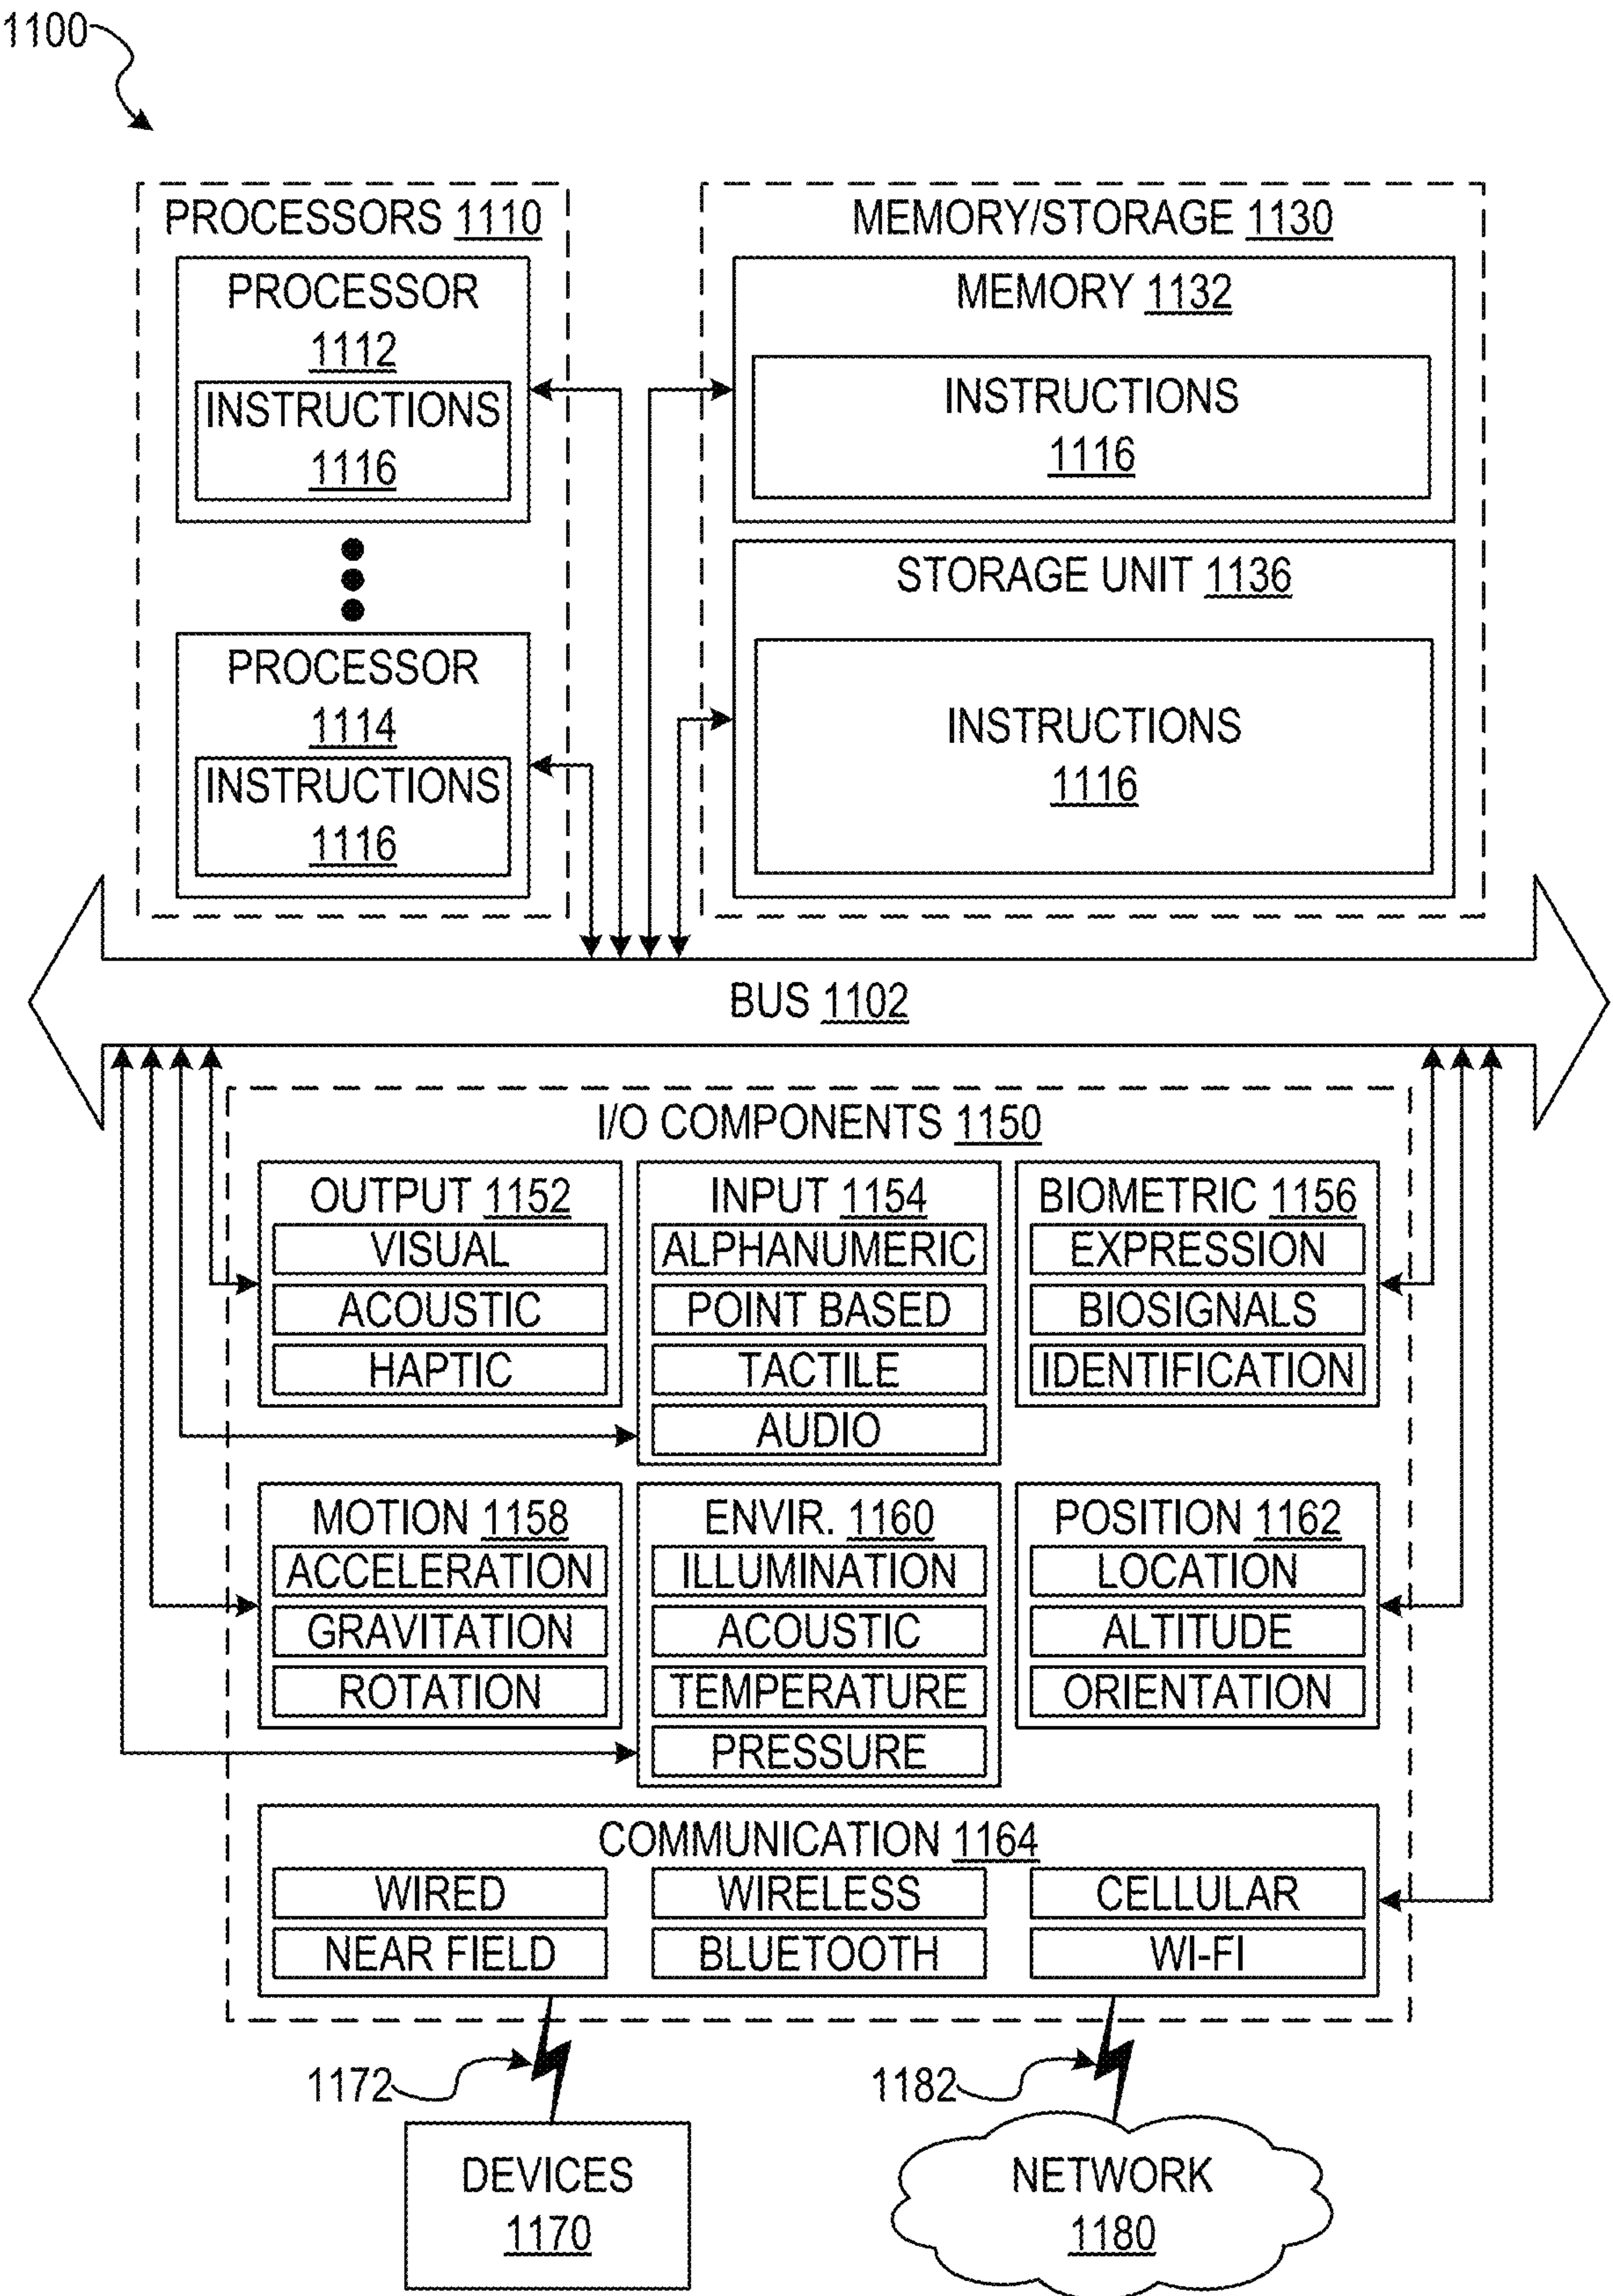 1100
PROCESSORS 1110
PROCESSOR
1112
INSTRUCTIONS
1116
PROCESSOR
1114
INSTRUCTIONS
1116
MEMORY/STORAGE 1130
MEMORY 1132
INSTRUCTIONS
1116
STORAGE UNIT 1136
INSTRUCTIONS
1116
BUS 1102
I/O COMPONENTS 1150
OUTPUT 1152
VISUAL
ACOUSTIC
HAPTIC
INPUT 1154
ALPHANUMERIC
POINT BASED
TACTILE
AUDIO
BIOMETRIC 1156
EXPRESSION
BIOSIGNALS
IDENTIFICATION
MOTION 1158
ACCELERATION
GRAVITATION
ROTATION
ENVIR. 1160
ILLUMINATION
ACOUSTIC
TEMPERATURE
PRESSURE
POSITION 1162
LOCATION
ALTITUDE
ORIENTATION
COMMUNICATION 1164
WIRED
WIRELESS
CELLULAR
NEAR FIELD
BLUETOOTH
WI-FI
1172
1182
DEVICES
1170
NETWORK
1180